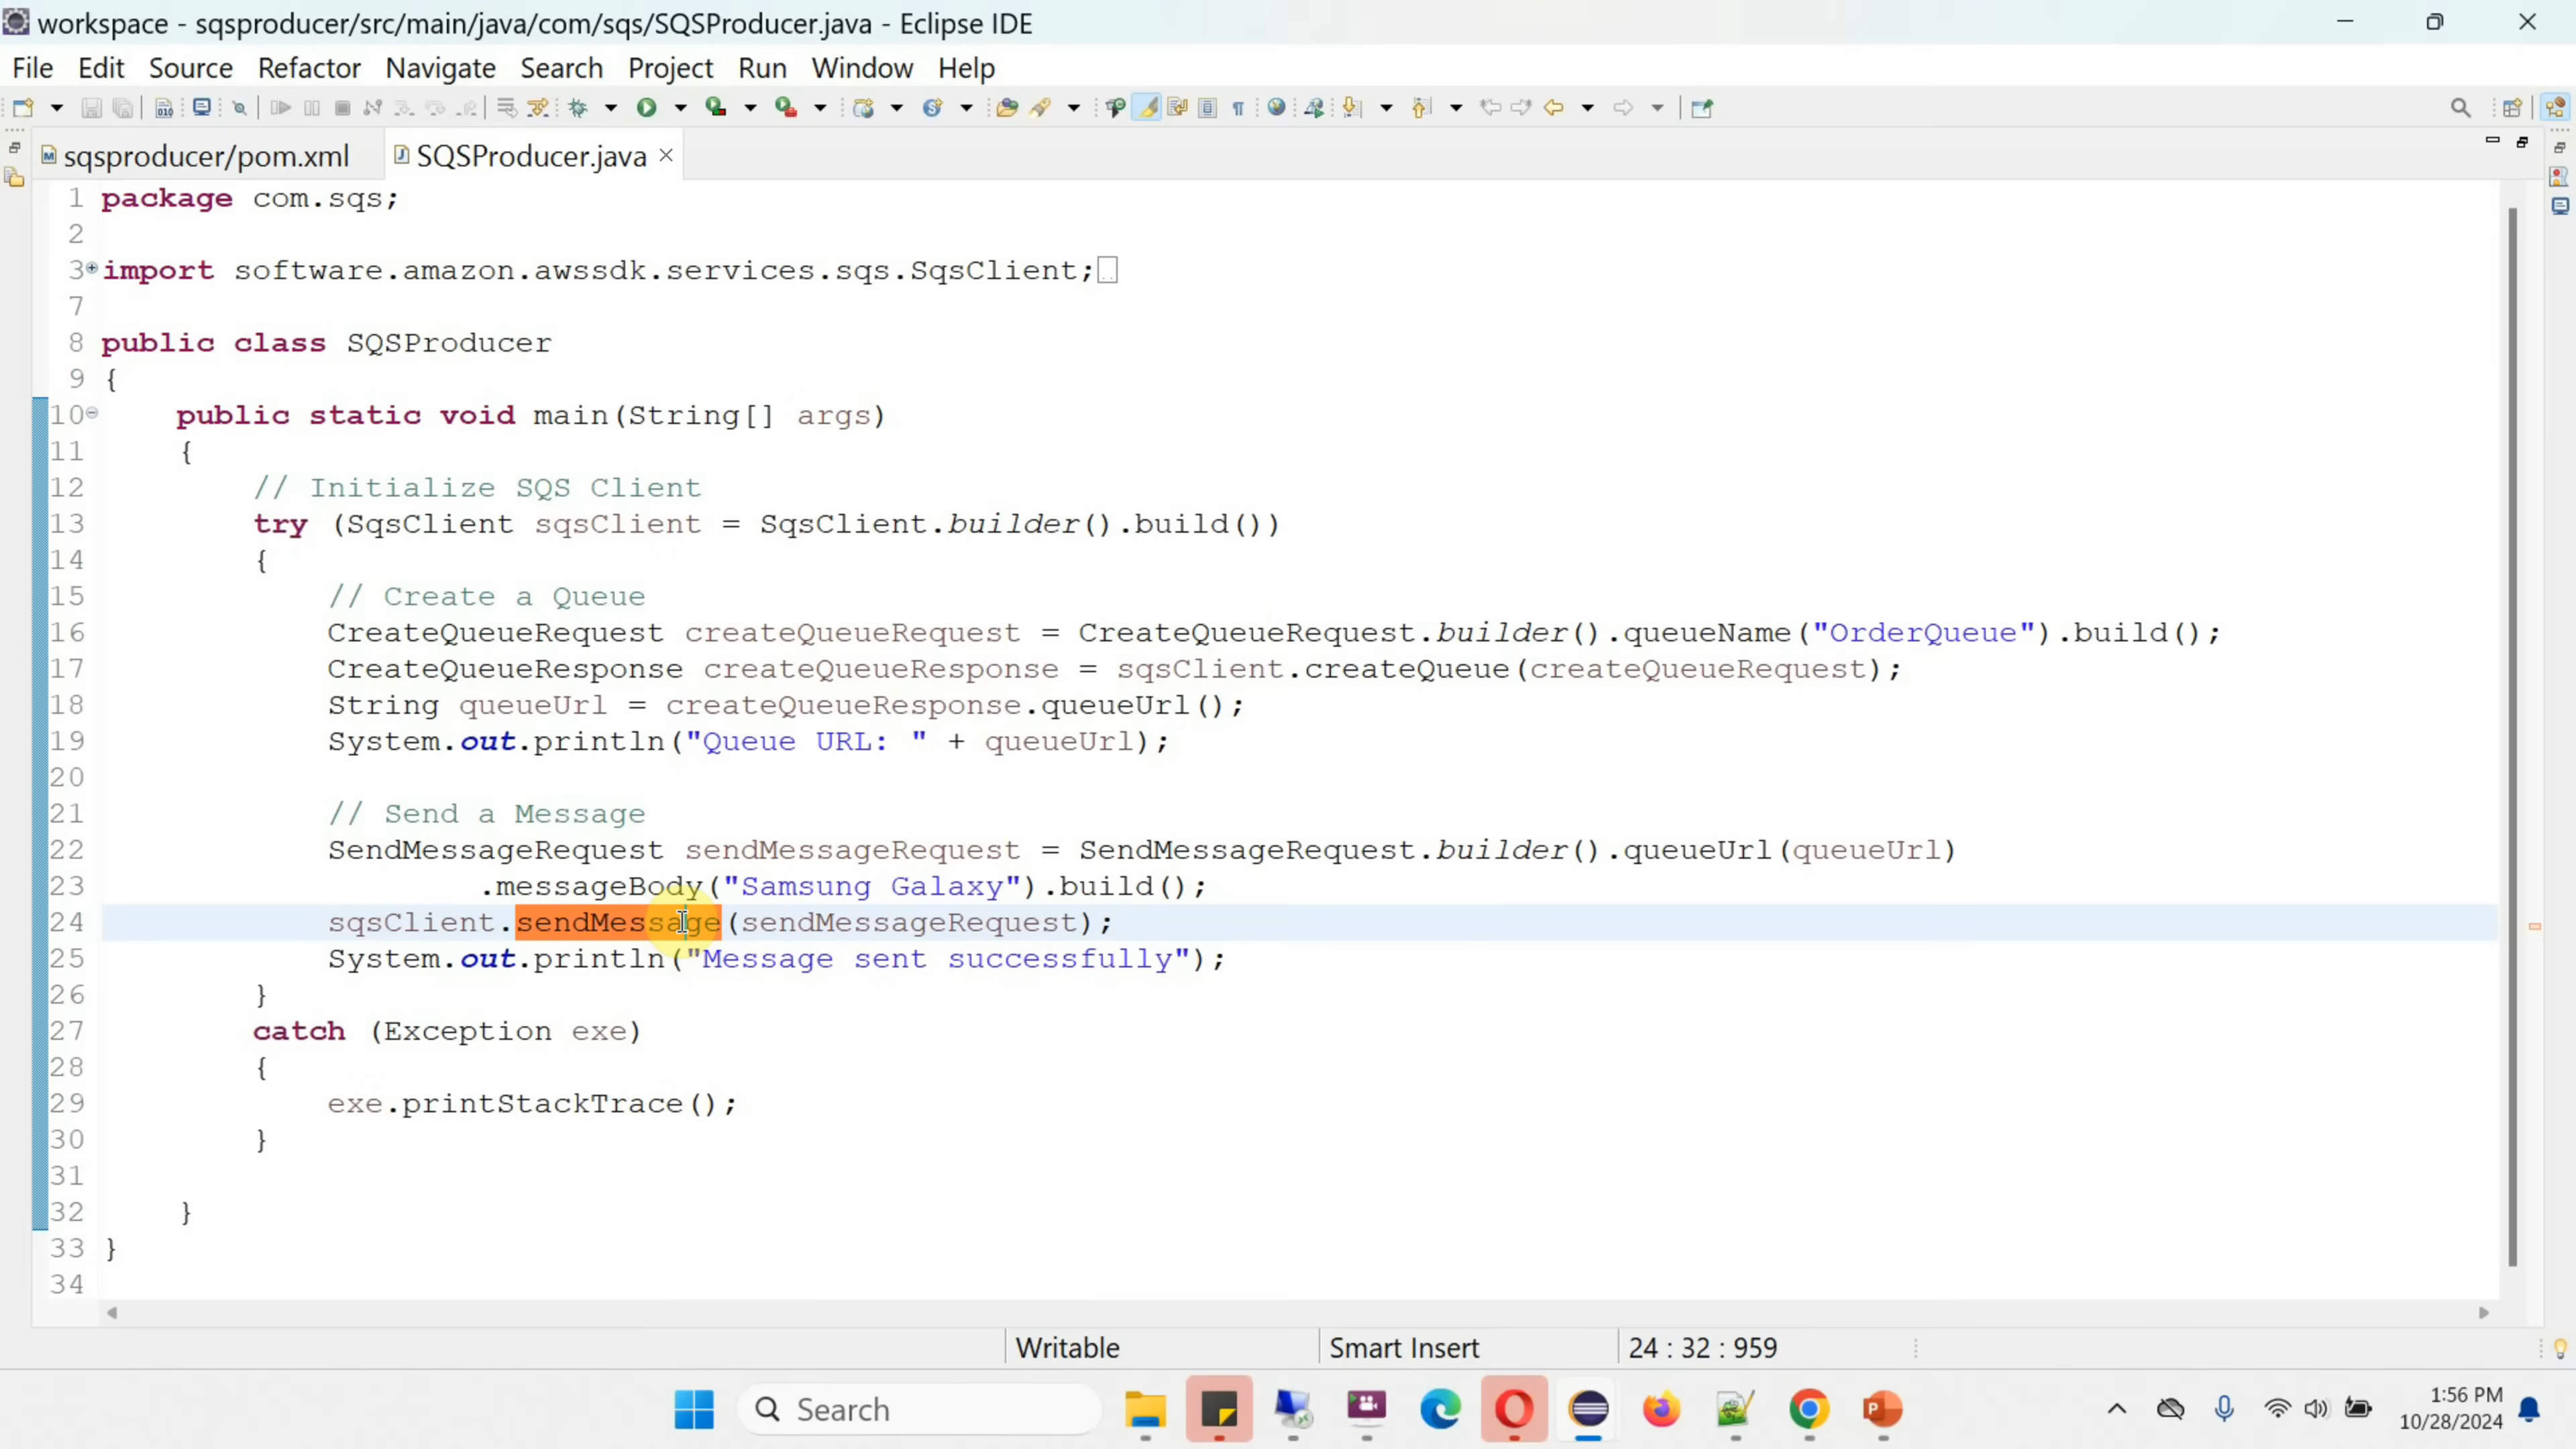 workspace - sqsproducer/src/main/java/com/sqs/SQSProducer.java - Eclipse IDE
File Edit Source Refactor Navigate Search Project Run Window Help
sqsproducer/pom.xml SQSProducer.java
1 package com.sqs;
2
3 import software.amazon.awssdk.services.sqs.SqsClient;
7
8 public class SQSProducer
9 {
10 public static void main(String[] args)
11 {
12 // Initialize SQS Client
13 try (SqsClient sqsClient = SqsClient.builder().build())
14 {
15 // Create a Queue
16 CreateQueueRequest createQueueRequest = CreateQueueRequest.builder().queueName("OrderQueue").build();
17 CreateQueueResponse createQueueResponse = sqsClient.createQueue(createQueueRequest);
18 String queueUrl = createQueueResponse.queueUrl();
19 System.out.println("Queue URL: " + queueUrl);
20
21 // Send a Message
22 SendMessageRequest sendMessageRequest = SendMessageRequest.builder().queueUrl(queueUrl)
23 .messageBody("Samsung Galaxy").build();
24 sqsClient.sendMessage(sendMessageRequest);
25 System.out.println("Message sent successfully");
26 }
27 catch (Exception exe)
28 {
29 exe.printStackTrace();
30 }
31
32 }
33 }
34
Writable Smart Insert 24 : 32 : 959
Search
1:56 PM
10/28/2024